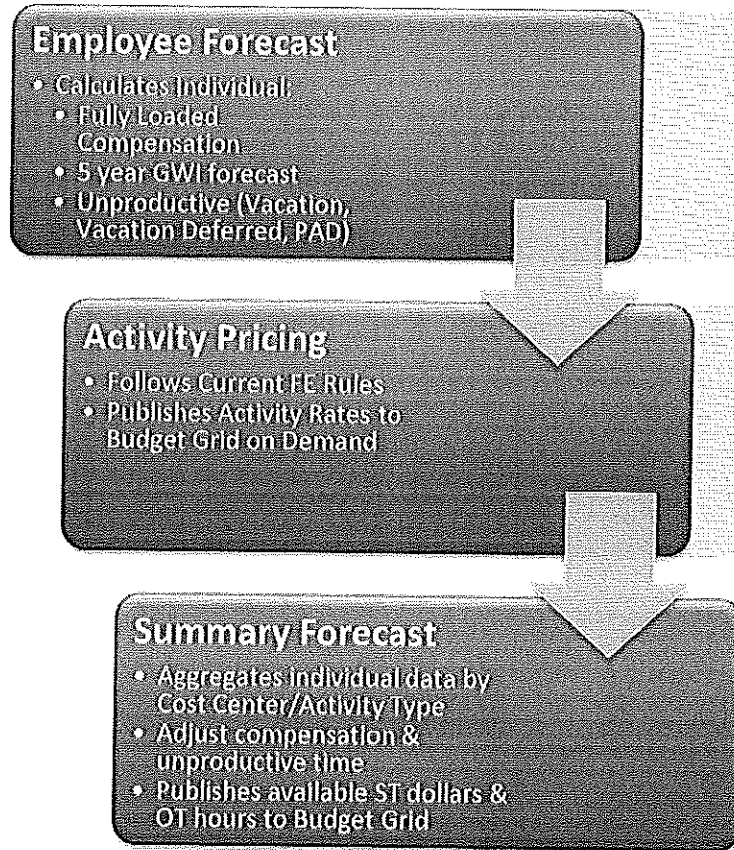 Employee Forecast
• Calculates Individual:
• Fully Loaded
Compensation
• 5 year GWI forecast
• Unproductive (Vacation,
Vacation Deferred, PAD)
Activity Pricing
• Follows Current FE Rules
• Publishes Activity Rates to
Budget Grid on Demand
Summary Forecast
• Aggregates individual data by
Cost Center/Activity Type
• Adjust compensation &
unproductive time
• Publishes available ST dollars &
OT hours to Budget Grid